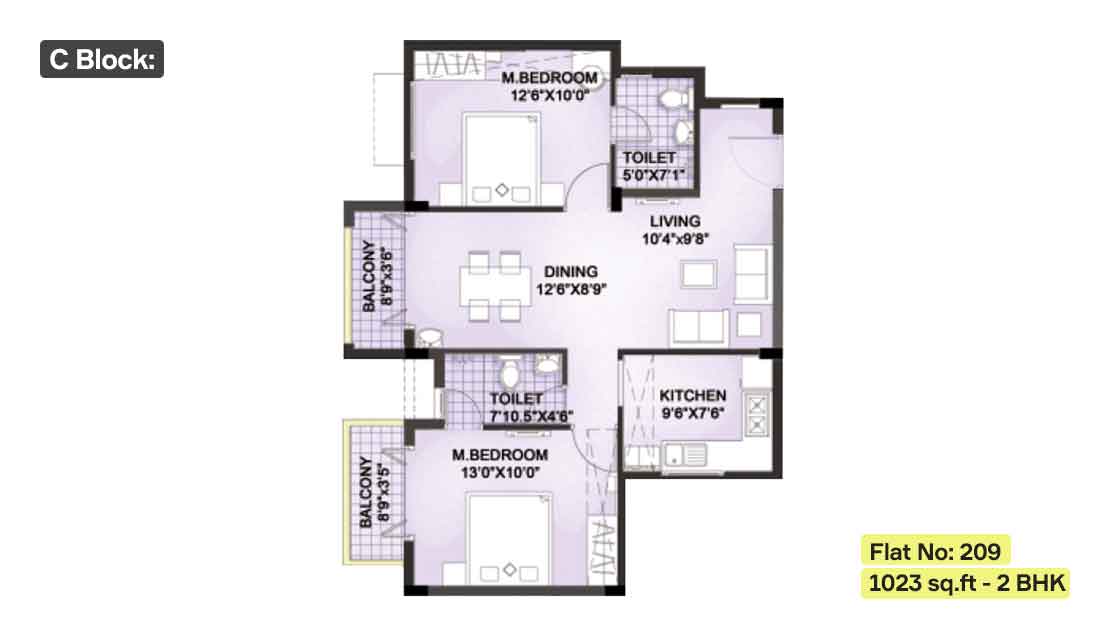 C Block:
M.BEDROOM
12'6"X10'0"
TOILET
5'0"X7'1"
LIVING
10'4"x9'8"
BALCONY
8'9"x3'6"
DINING
12'6"X8'9"
TOILET
7'10.5"X4'6"
KITCHEN
9'6"X7'6"
M.BEDROOM
13'0"X10'0"
BALCONY
8'9"x3'5"
Flat No: 209
1023 sq.ft - 2 BHK